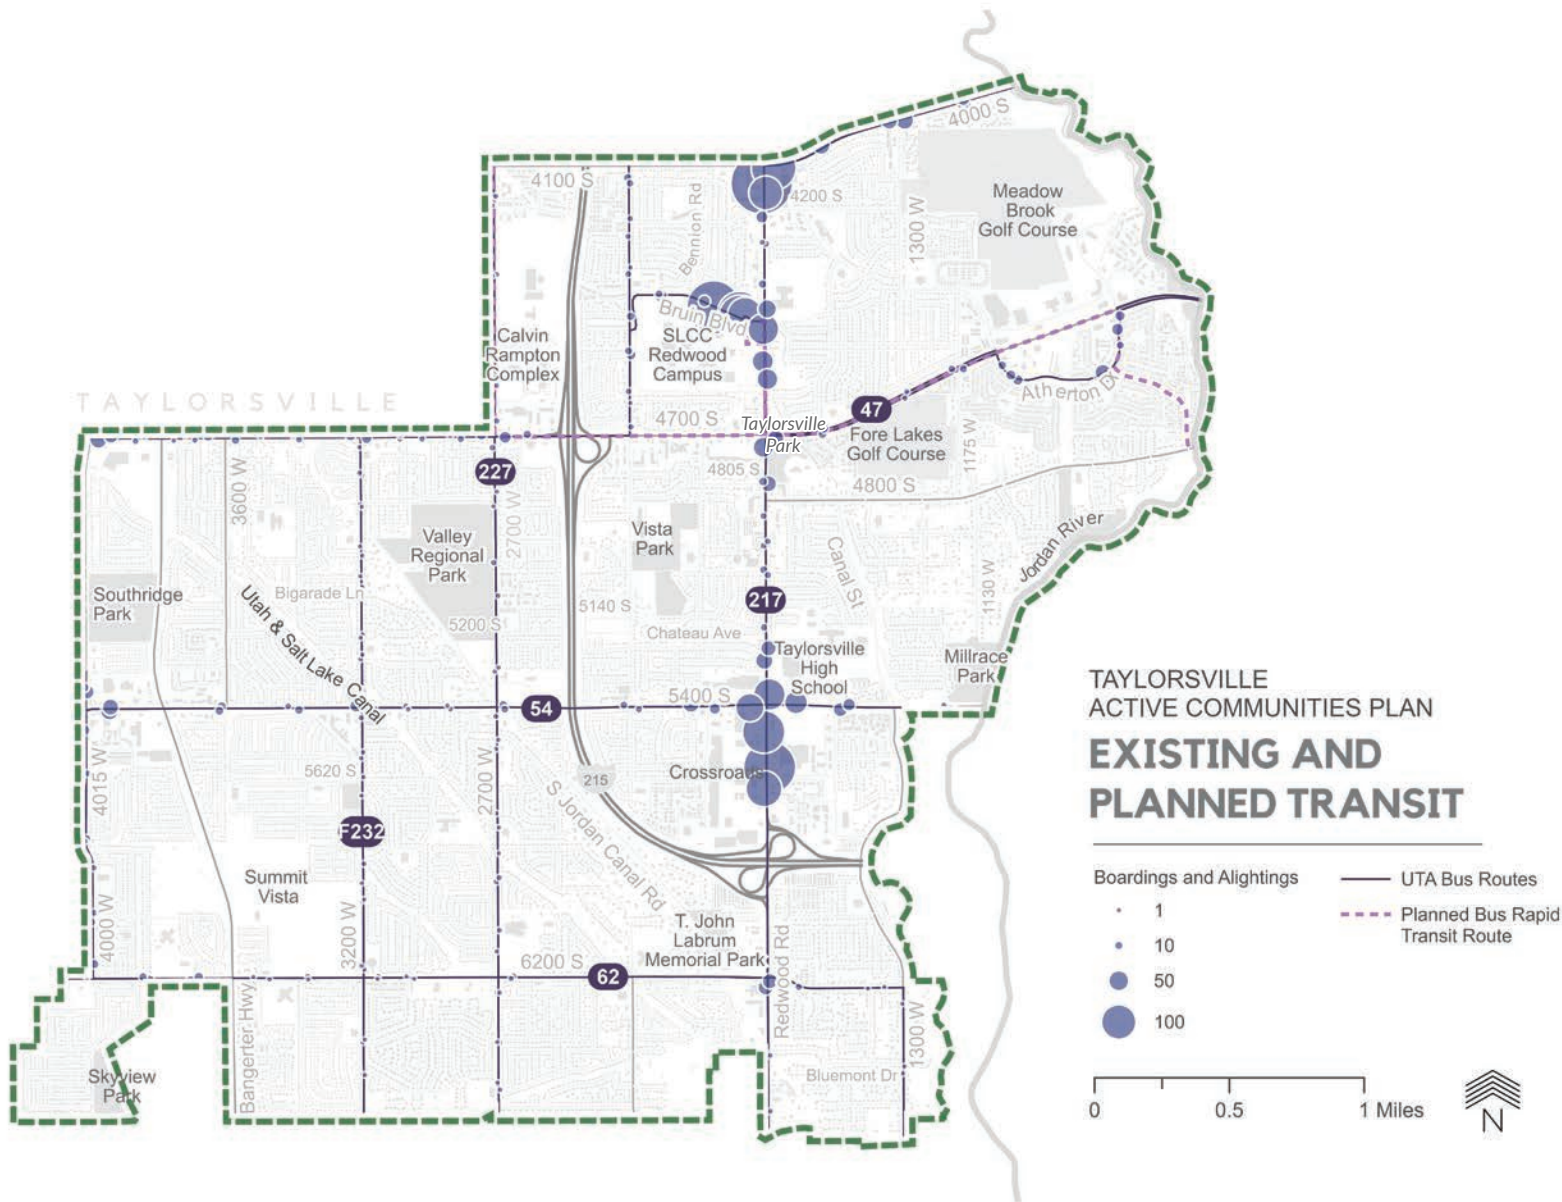 4000 S
4100 S
Bennion Rd
4200 S
1300 W
Meadow
Brook
Golf Course
Bruin Blvd
Calvin
Rampton
Complex
SLCC
Redwood
Campus
Atherton Dr
TAYLORSVILLE
4700 S
Taylorsville
Park
47
Fore Lakes
Golf Course
1175 W
227
4805 S
4800 S
3600 W
2700 W
Valley
Regional
Park
Vista
Park
Canal St
Jordan River
Southridge
Park
Bigarade Ln
Utah & Salt Lake Canal
5200 S
5140 S
Chateau Ave
217
1130 W
Taylorsville
High
School
Millrace
Park
5400 S
54
4015 W
5620 S
2700 W
215
Crossroads
S Jordan Canal Rd
F232
Summit
Vista
4000 W
3200 W
T. John
Labrum
Memorial Park
6200 S
62
Redwood Rd
Bangerter Hwy
1300 W
Skyview
Park
Bluemont Dr
TAYLORSVILLE
ACTIVE COMMUNITIES PLAN
EXISTING AND
PLANNED TRANSIT
Boardings and Alightings
1
10
50
100
UTA Bus Routes
Planned Bus Rapid
Transit Route
0 0.5 1 Miles
N